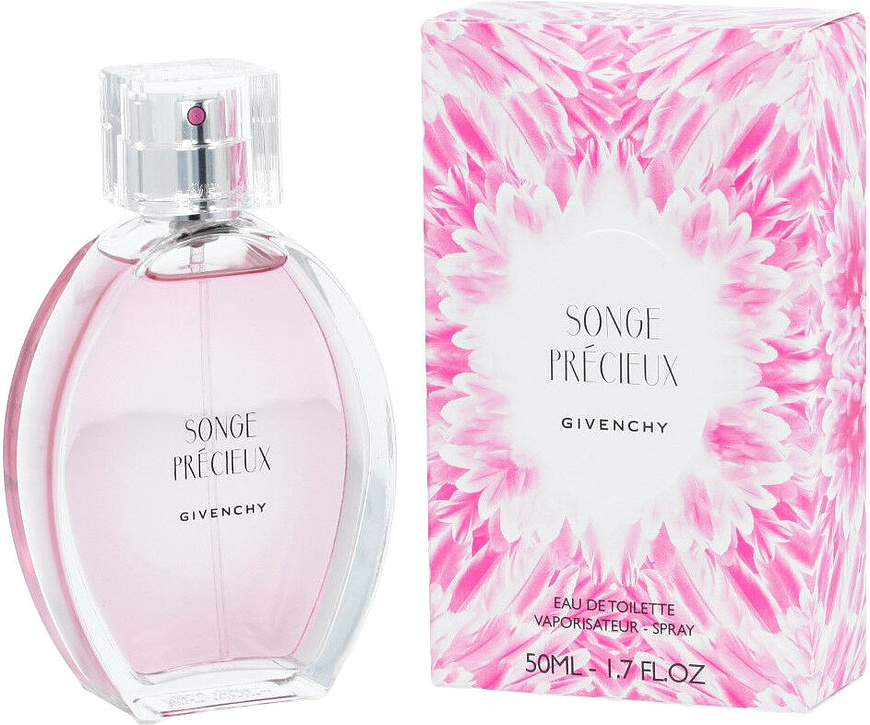 SONGE
PRÉCIEUX
GIVENCHY
SONGE
PRÉCIEUX
GIVENCHY
EAU DE TOILETTE
VAPORISATEUR - SPRAY
50ML - 1.7 FL.OZ